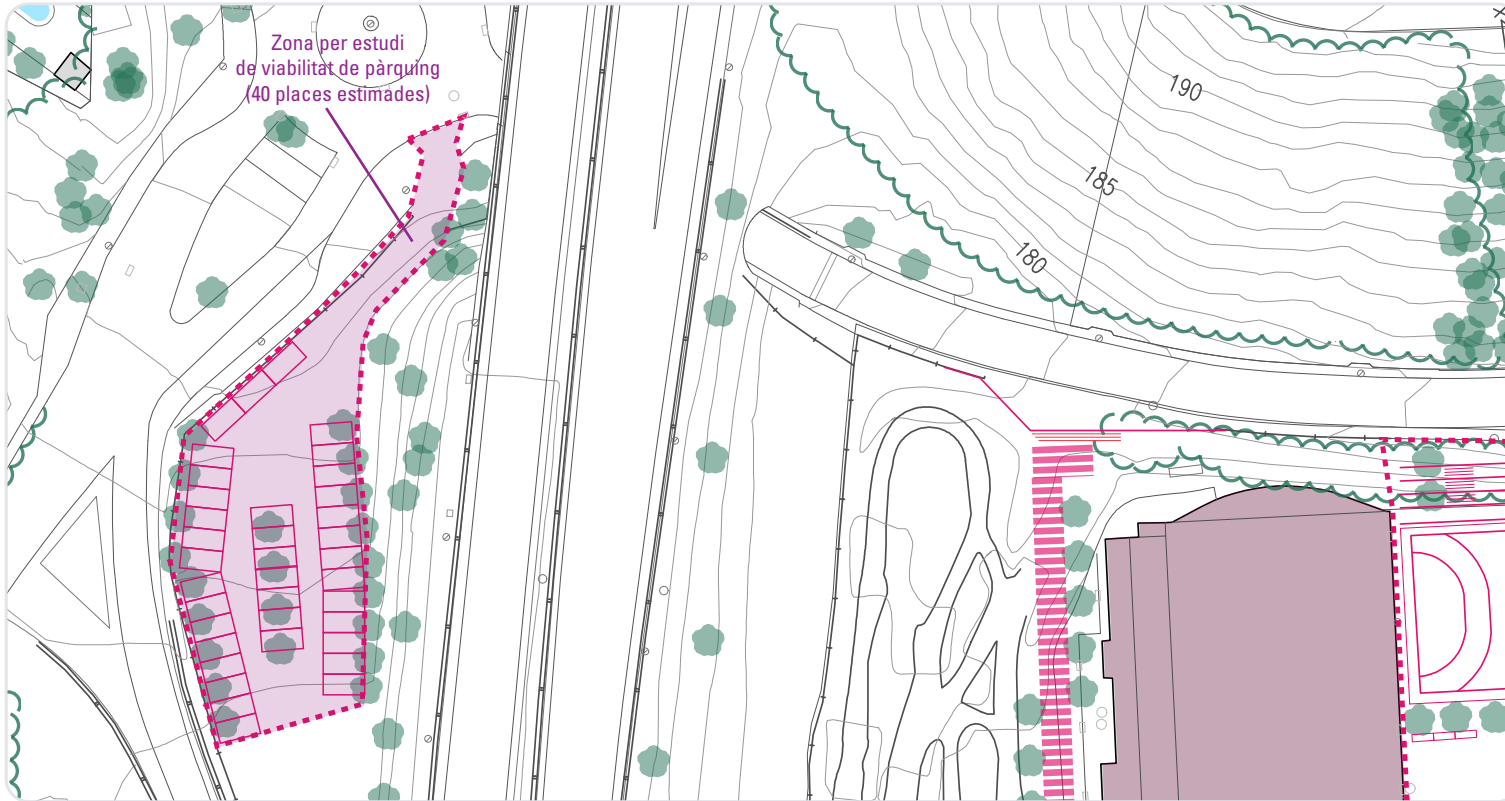 Zona per estudi
de viabilitat de pàrquing
(40 places estimades)
190
185
180